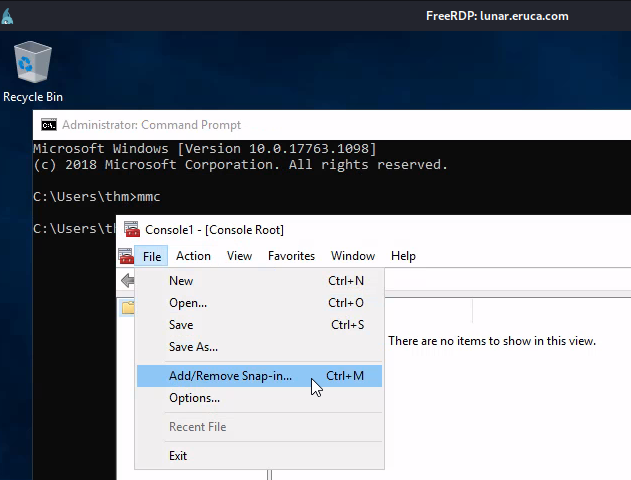 FreeRDP: lunar.eruca.com
Recycle Bin
Administrator: Command Prompt
Microsoft Windows [Version 10.0.17763.1098]
(c) 2018 Microsoft Corporation. All rights reserved.
C:\Users\thm>mmc
C:\Users\th
Console1 - [Console Root]
File Action View Favorites Window Help
New Ctrl+N
Open... Ctrl+O
Save Ctrl+S
Save As...
There are no items to show in this view.
Add/Remove Snap-in... Ctrl+M
Options...
Recent File
Exit